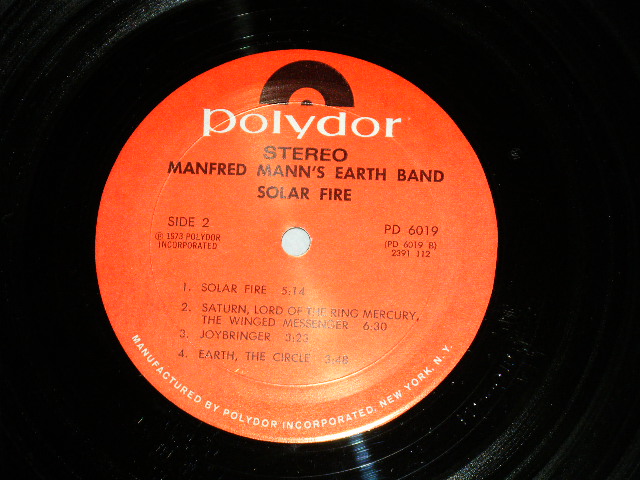 polydor
STEREO
MANFRED MANN'S EARTH BAND
SOLAR FIRE
SIDE 2
℗ 1973 POLYDOR
INCORPORATED
PD 6019
(PD 6019 B)
2391 112
1. SOLAR FIRE 5:14
2. SATURN, LORD OF THE RING MERCURY,
THE WINGED MESSENGER 6:30
3. JOYBRINGER 3:23
4. EARTH, THE CIRCLE 3:48
MANUFACTURED BY POLYDOR INCORPORATED, NEW YORK, N.Y.